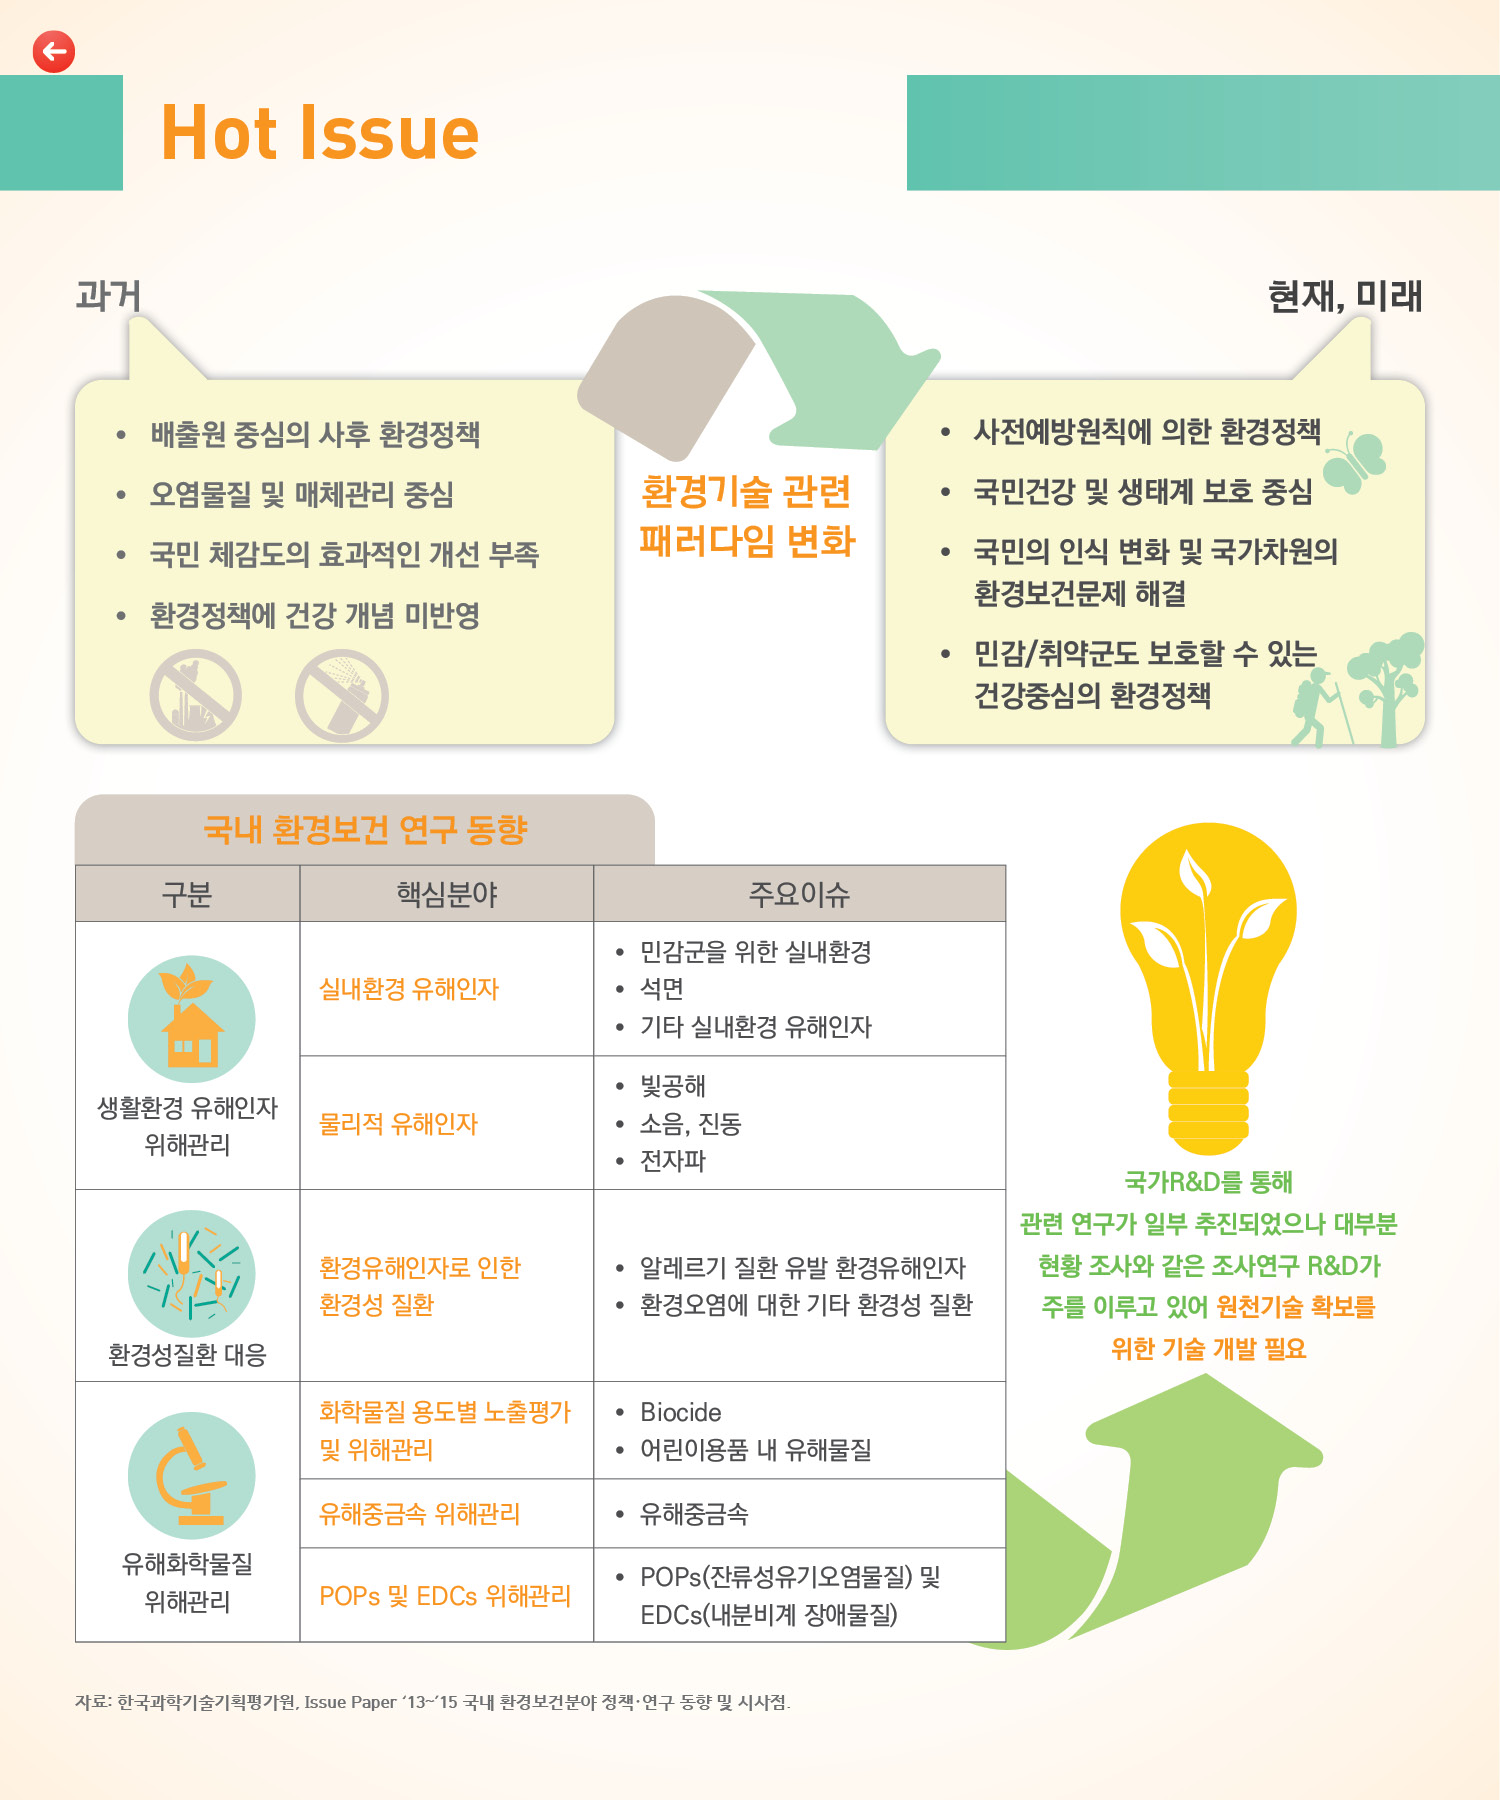 Hot Issue
과거
현재, 미래
• 배출원 중심의 사후 환경정책
• 오염물질 및 매체관리 중심
• 국민 체감도의 효과적인 개선 부족
• 환경정책에 건강 개념 미반영
환경기술 관련
패러다임 변화
• 사전예방원칙에 의한 환경정책
• 국민건강 및 생태계 보호 중심
• 국민의 인식 변화 및 국가차원의
환경보건문제 해결
• 민감/취약군도 보호할 수 있는
건강중심의 환경정책
국내 환경보건 연구 동향
구분 핵심분야 주요이슈
생활환경 유해인자
위해관리
실내환경 유해인자
• 민감군을 위한 실내환경
• 석면
• 기타 실내환경 유해인자
물리적 유해인자
• 빛공해
• 소음, 진동
• 전자파
환경성질환 대응
환경유해인자로 인한
환경성 질환
• 알레르기 질환 유발 환경유해인자
• 환경오염에 대한 기타 환경성 질환
유해화학물질
위해관리
화학물질 용도별 노출평가
및 위해관리
• Biocide
• 어린이용품 내 유해물질
유해중금속 위해관리
• 유해중금속
POPs 및 EDCs 위해관리
• POPs(잔류성유기오염물질) 및
EDCs(내분비계 장애물질)
국가R&D를 통해
관련 연구가 일부 추진되었으나 대부분
현황 조사와 같은 조사연구 R&D가
주를 이루고 있어 원천기술 확보를
위한 기술 개발 필요
자료: 한국과학기술기획평가원, Issue Paper ‘13~’15 국내 환경보건분야 정책·연구 동향 및 시사점.